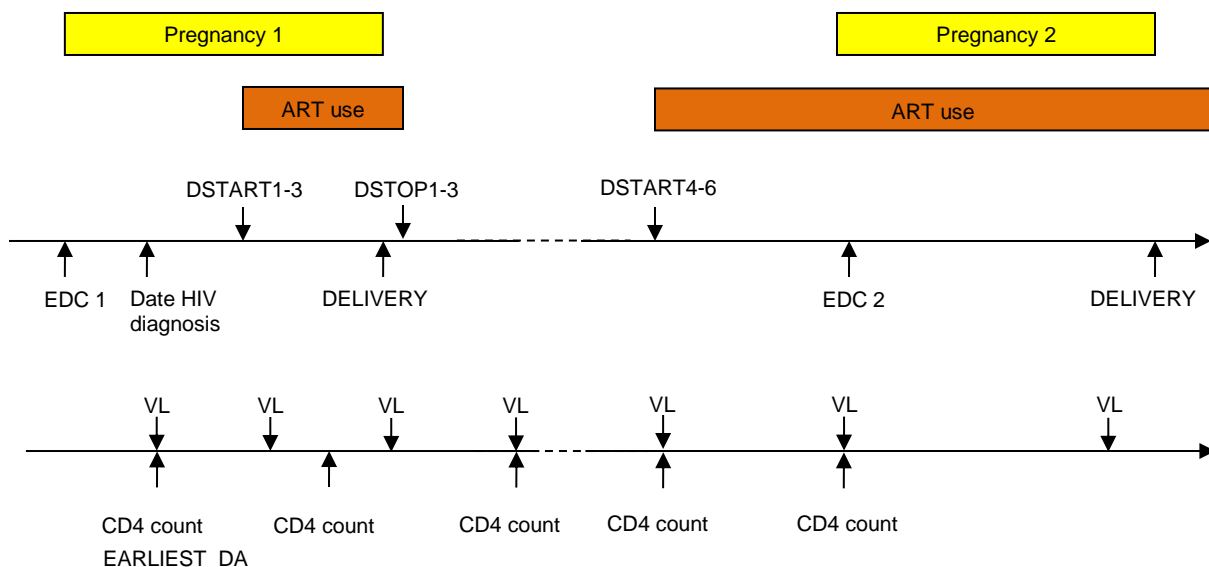 Pregnancy 1
Pregnancy 2
ART use
ART use
DSTART1-3
DSTOP1-3
DSTART4-6
EDC 1
Date HIV
diagnosis
DELIVERY
EDC 2
DELIVERY
VL
VL
VL
VL
VL
VL
VL
CD4 count
CD4 count
CD4 count
CD4 count
CD4 count
EARLIEST_DA